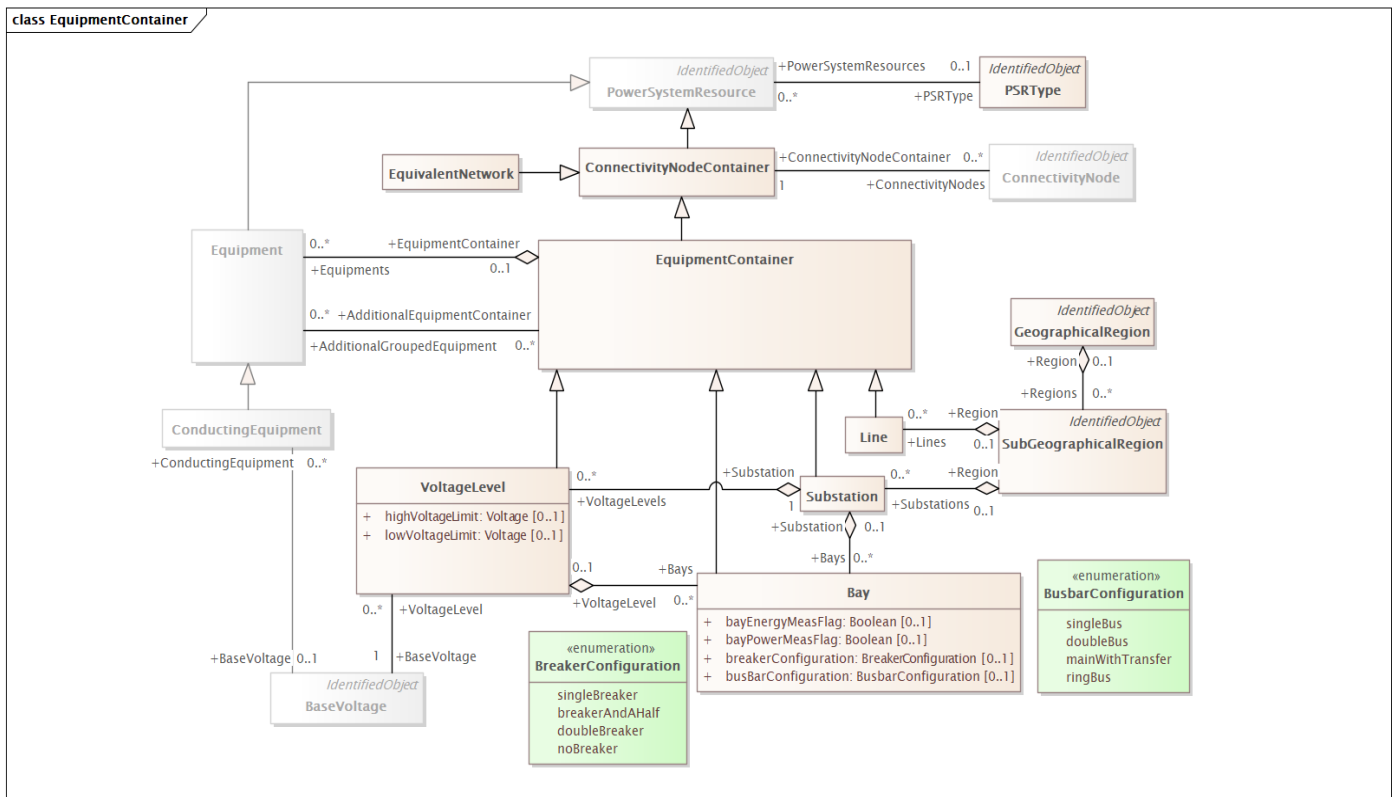 class EquipmentContainer
IdentifiedObject
PowerSystemResource
+PowerSystemResources 0..1
0..* +PSRType
IdentifiedObject
PSRType
EquivalentNetwork
ConnectivityNodeContainer
+ConnectivityNodeContainer 0..*
1 +ConnectivityNodes
IdentifiedObject
ConnectivityNode
Equipment
0..* +EquipmentContainer
+Equipments 0..1
0..* +AdditionalEquipmentContainer
+AdditionalGroupedEquipment 0..*
EquipmentContainer
IdentifiedObject
GeographicalRegion
+Region 0..1
+Regions 0..*
ConductingEquipment
+ConductingEquipment 0..*
Line
0..* +Region
+Lines 0..1
IdentifiedObject
SubGeographicalRegion
VoltageLevel
+ highVoltageLimit: Voltage [0..1]
+ lowVoltageLimit: Voltage [0..1]
0..* +Substation
+VoltageLevels 1
Substation
0..* +Region
+Substations 0..1
+Substation 0..1
+Bays 0..*
0..1 +Bays
+VoltageLevel 0..*
Bay
+ bayEnergyMeasFlag: Boolean [0..1]
+ bayPowerMeasFlag: Boolean [0..1]
+ breakerConfiguration: BreakerConfiguration [0..1]
+ busBarConfiguration: BusbarConfiguration [0..1]
«enumeration»
BusbarConfiguration
singleBus
doubleBus
mainWithTransfer
ringBus
0..* +VoltageLevel
+BaseVoltage 0..1
1 +BaseVoltage
IdentifiedObject
BaseVoltage
«enumeration»
BreakerConfiguration
singleBreaker
breakerAndAHalf
doubleBreaker
noBreaker